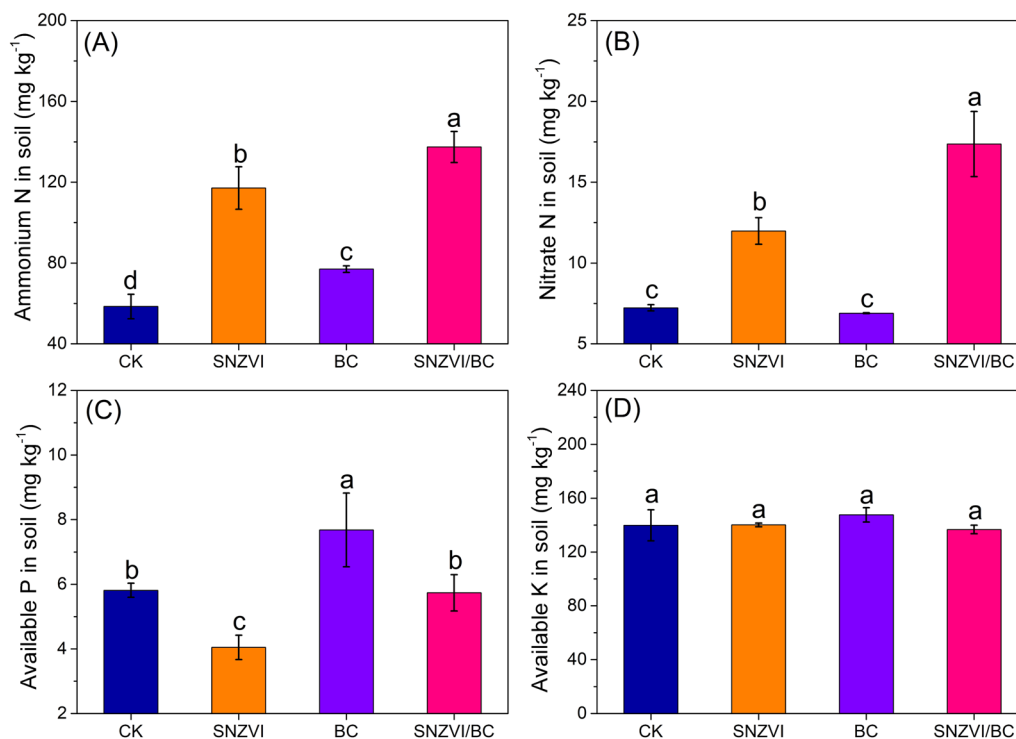 (A)
Ammonium N in soil (mg kg⁻¹)
200
160
120
80
40
d
b
c
a
CK SNZVI BC SNZVI/BC
(B)
Nitrate N in soil (mg kg⁻¹)
25
20
15
10
5
c
b
c
a
CK SNZVI BC SNZVI/BC
(C)
Available P in soil (mg kg⁻¹)
12
10
8
6
4
2
b
c
a
b
CK SNZVI BC SNZVI/BC
(D)
Available K in soil (mg kg⁻¹)
240
200
160
120
80
40
0
a
a
a
a
CK SNZVI BC SNZVI/BC